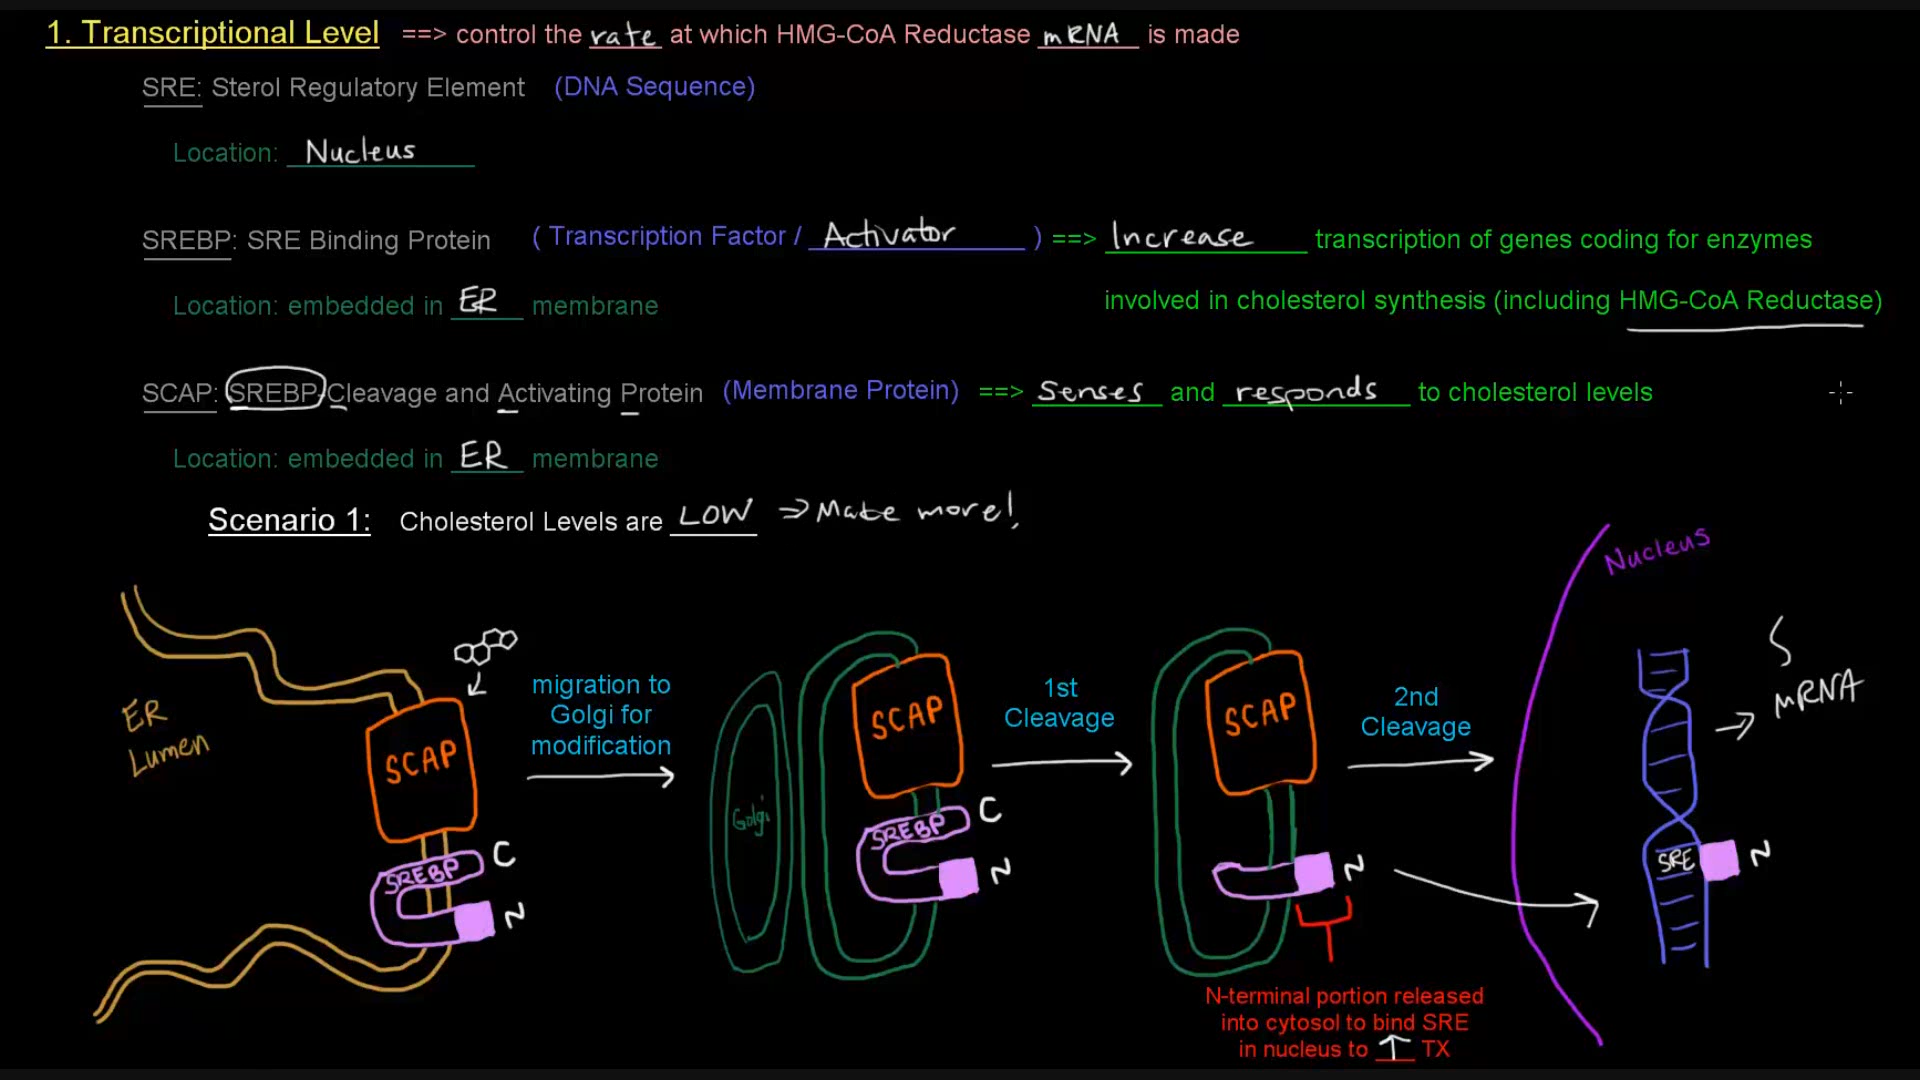 1. Transcriptional Level ==> control the rate at which HMG-CoA Reductase mRNA is made
SRE: Sterol Regulatory Element (DNA Sequence)
Location: Nucleus
SREBP: SRE Binding Protein ( Transcription Factor / Activator ) ==> Increase transcription of genes coding for enzymes
Location: embedded in ER membrane
involved in cholesterol synthesis (including HMG-CoA Reductase)
SCAP: SREBP-Cleavage and Activating Protein (Membrane Protein) ==> Senses and responds to cholesterol levels
Location: embedded in ER membrane
Scenario 1: Cholesterol Levels are LOW => Make more!
ER
Lumen
SCAP
SREBP
C
N
migration to
Golgi for
modification
Golgi
SCAP
SREBP
C
N
1st
Cleavage
SCAP
N
2nd
Cleavage
N-terminal portion released
into cytosol to bind SRE
in nucleus to ↑ TX
Nucleus
mRNA
SRE
N